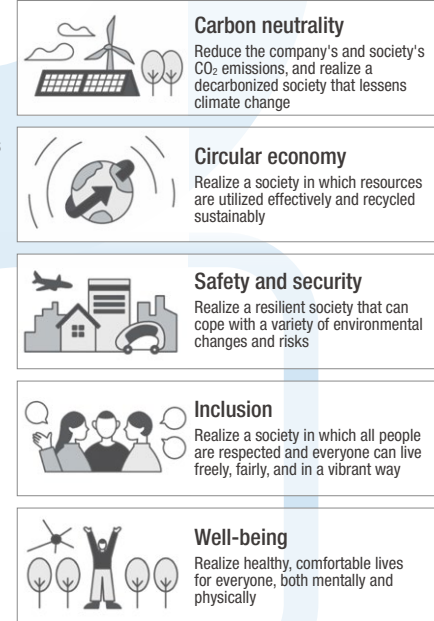 Carbon neutrality
Reduce the company's and society's
CO₂ emissions, and realize a
decarbonized society that lessens
climate change
Circular economy
Realize a society in which resources
are utilized effectively and recycled
sustainably
Safety and security
Realize a resilient society that can
cope with a variety of environmental
changes and risks
Inclusion
Realize a society in which all people
are respected and everyone can live
freely, fairly, and in a vibrant way
Well-being
Realize healthy, comfortable lives
for everyone, both mentally and
physically